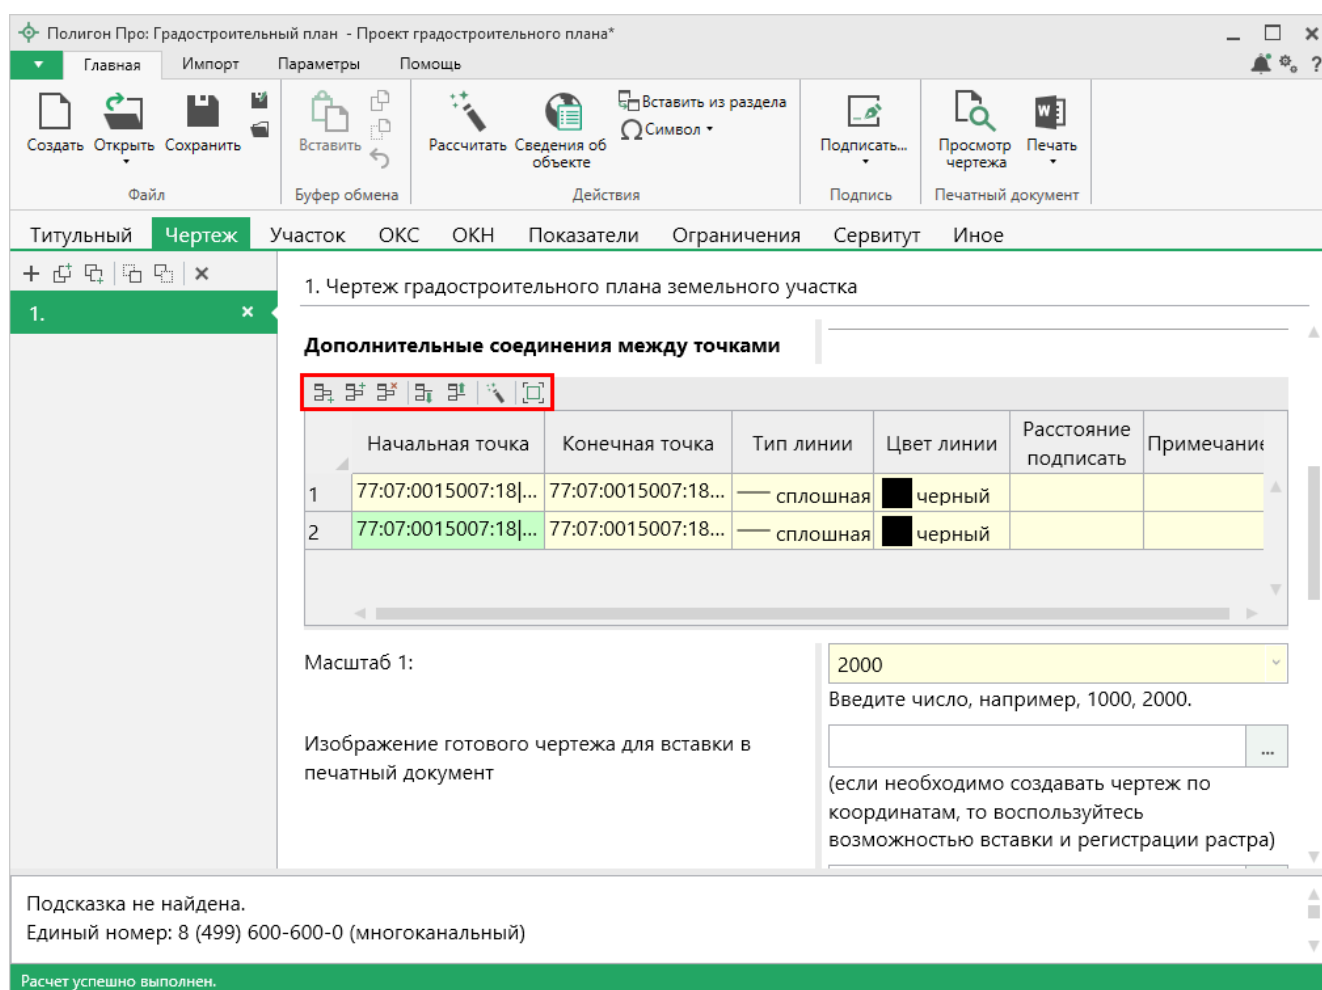 Полигон Про: Градостроительный план - Проект градостроительного плана*
Главная Импорт Параметры Помощь
?
Создать Открыть Сохранить
Файл
Вставить
Буфер обмена
Рассчитать Сведения об объекте
Вставить из раздела
Символ
Действия
Подписать...
Подпись
Просмотр чертежа
Печать
Печатный документ
Титульный Чертеж Участок ОКС ОКН Показатели Ограничения Сервитут Иное
1.
1. Чертеж градостроительного плана земельного участка
Дополнительные соединения между точками
Начальная точка Конечная точка Тип линии Цвет линии Расстояние подписать Примечание
1 77:07:0015007:18|... 77:07:0015007:18... сплошная черный
2 77:07:0015007:18|... 77:07:0015007:18... сплошная черный
Масштаб 1:
2000
Введите число, например, 1000, 2000.
Изображение готового чертежа для вставки в
печатный документ
...
(если необходимо создавать чертеж по
координатам, то воспользуйтесь
возможностью вставки и регистрации растра)
Подсказка не найдена.
Единый номер: 8 (499) 600-600-0 (многоканальный)
Расчет успешно выполнен.